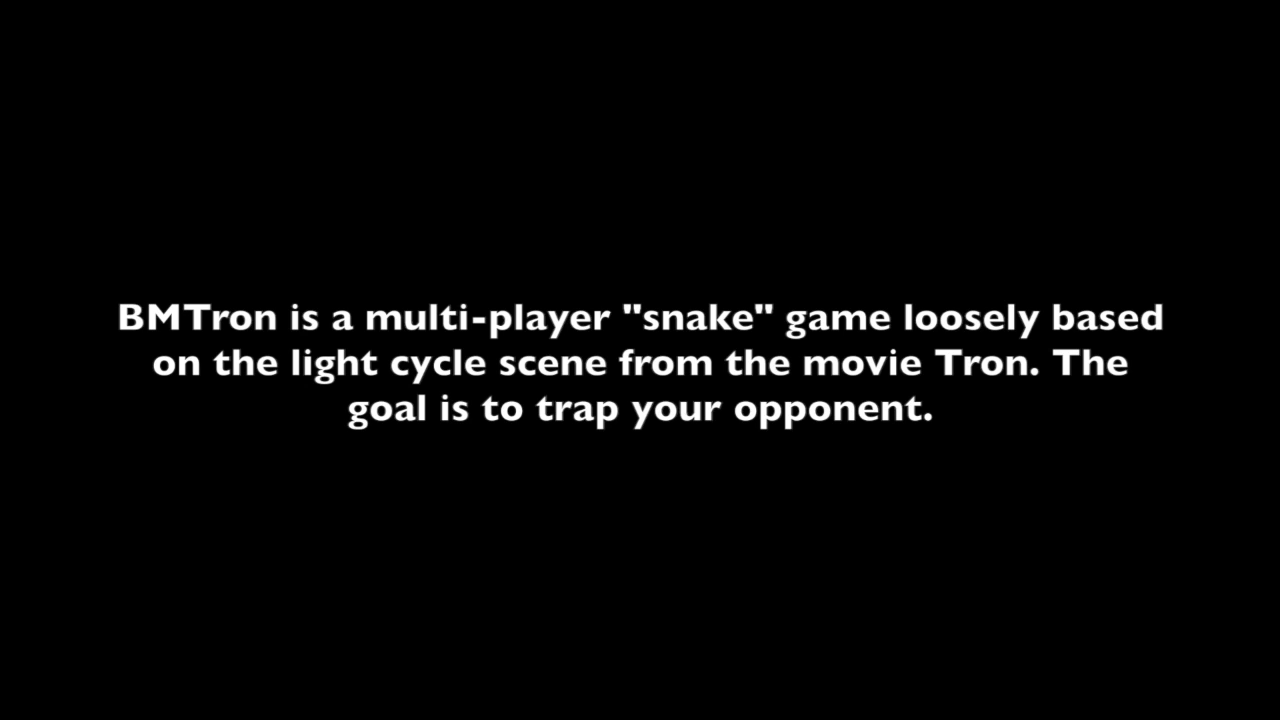 BMTron is a multi-player "snake" game loosely based
on the light cycle scene from the movie Tron. The
goal is to trap your opponent.